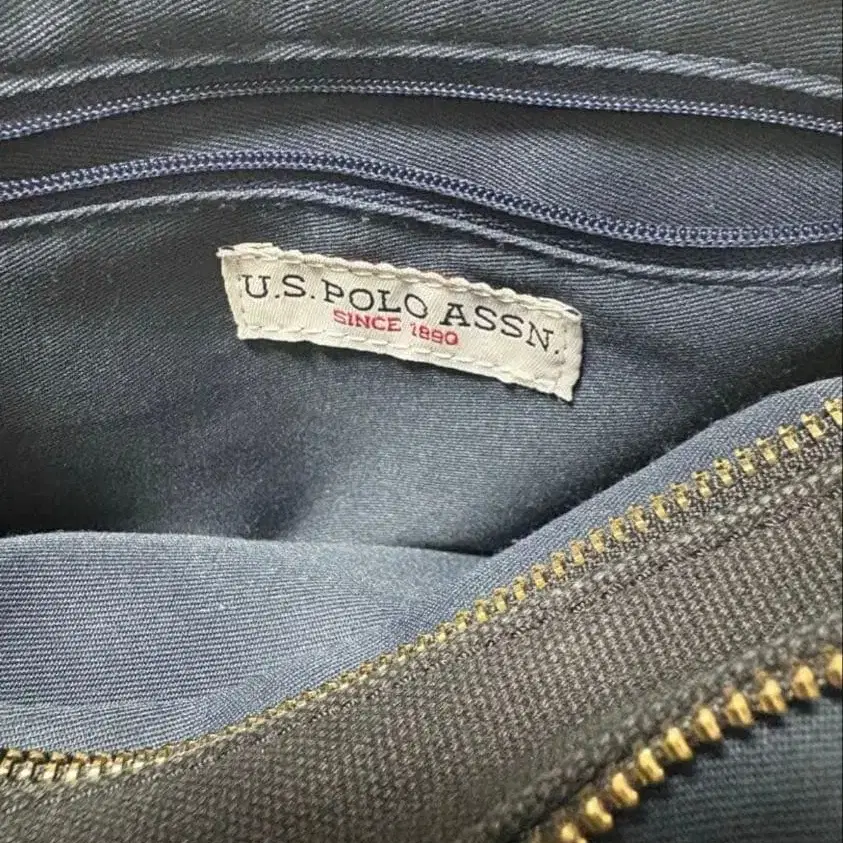 U.S. POLO ASSN.
SINCE 1890